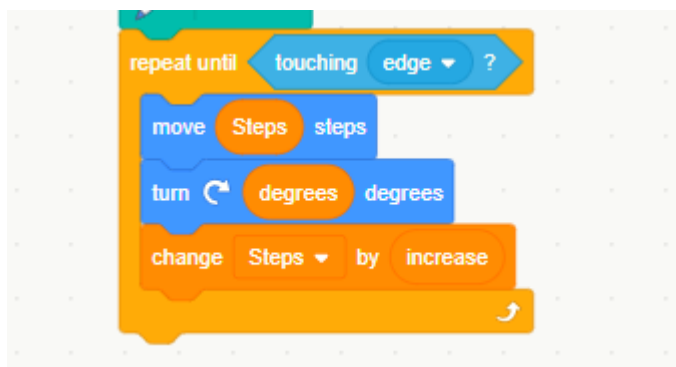 repeat until touching edge ?
move Steps steps
turn degrees degrees
change Steps by increase